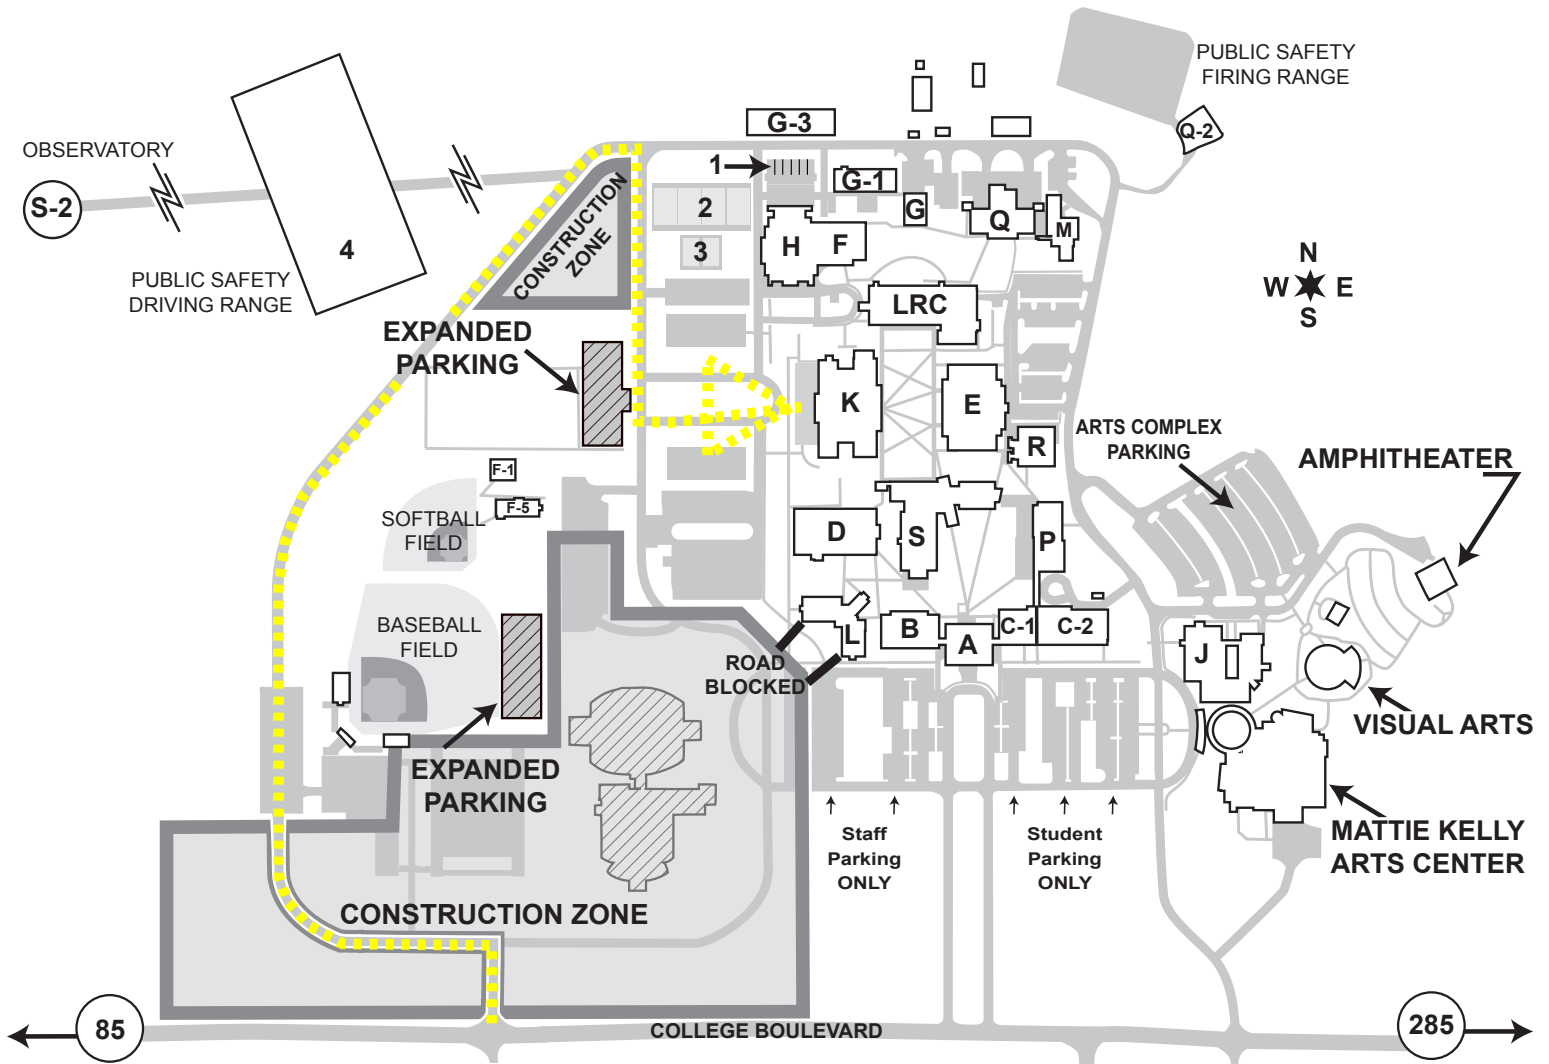 PUBLIC SAFETY
FIRING RANGE
G-3
Q-2
OBSERVATORY
1
G-1
S-2
2
G
Q
M
CONSTRUCTION
ZONE
4
3
H
F
N
W
E
S
PUBLIC SAFETY
DRIVING RANGE
LRC
EXPANDED
PARKING
K
E
R
ARTS COMPLEX
PARKING
AMPHITHEATER
F-1
F-5
SOFTBALL
FIELD
D
S
P
BASEBALL
FIELD
L
B
A
C-1
C-2
J
ROAD
BLOCKED
VISUAL ARTS
EXPANDED
PARKING
Staff
Parking
ONLY
Student
Parking
ONLY
MATTIE KELLY
ARTS CENTER
CONSTRUCTION ZONE
85
COLLEGE BOULEVARD
285